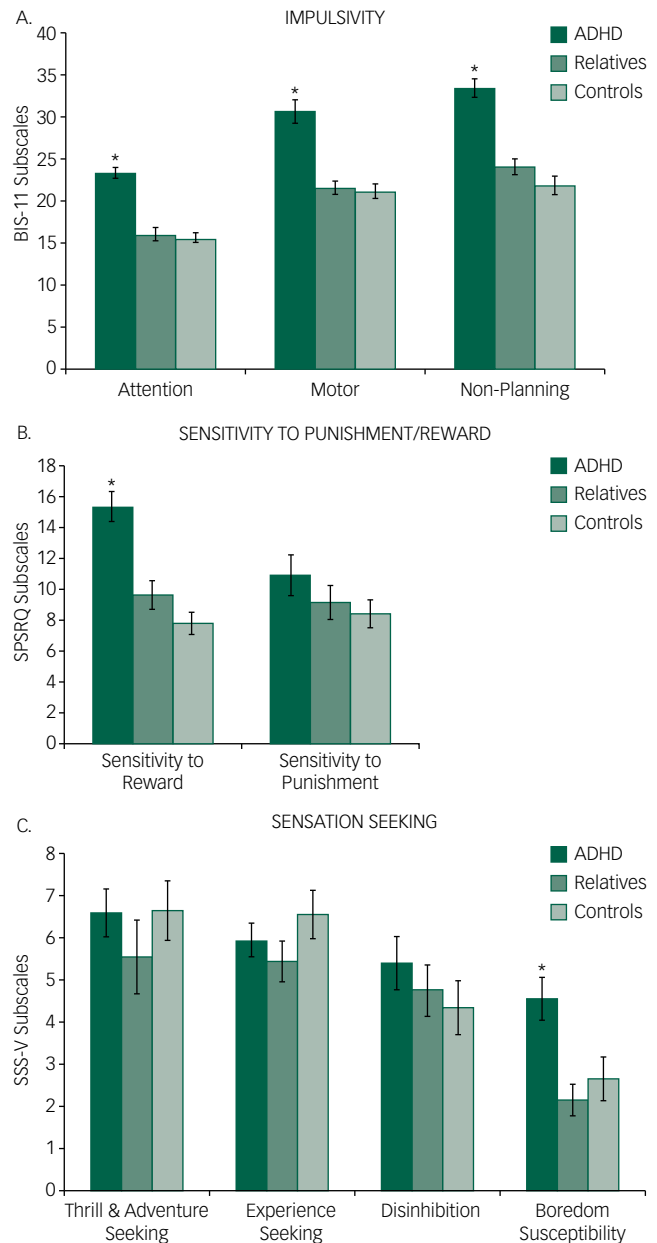 A.
IMPULSIVITY
40
35
30
25
20
15
10
5
0
BIS-11 Subscales
*
*
*
ADHD
Relatives
Controls
Attention
Motor
Non-Planning
B.
SENSITIVITY TO PUNISHMENT/REWARD
18
16
14
12
10
8
6
4
2
0
SPSRQ Subscales
*
ADHD
Relatives
Controls
Sensitivity to
Reward
Sensitivity to
Punishment
C.
SENSATION SEEKING
8
7
6
5
4
3
2
1
0
SSS-V Subscales
*
ADHD
Relatives
Controls
Thrill & Adventure
Seeking
Experience
Seeking
Disinhibition
Boredom
Susceptibility